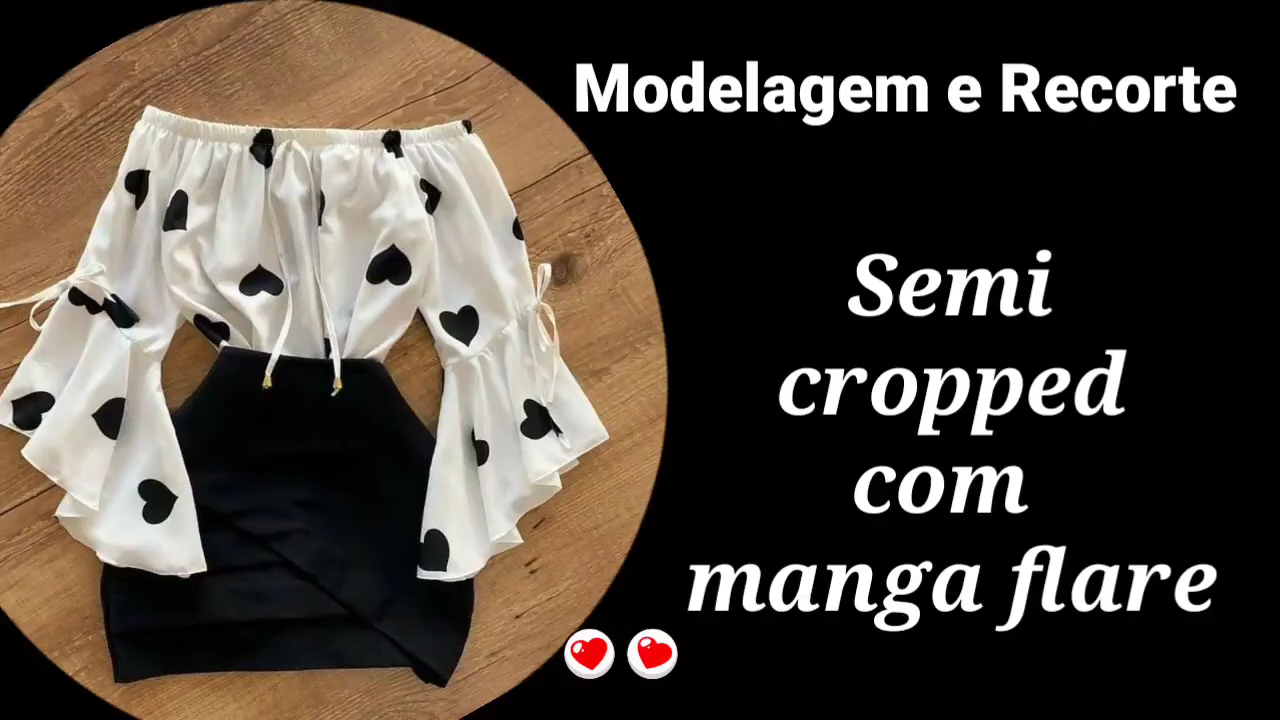 Modelagem e Recorte
Semi
cropped
com
manga flare